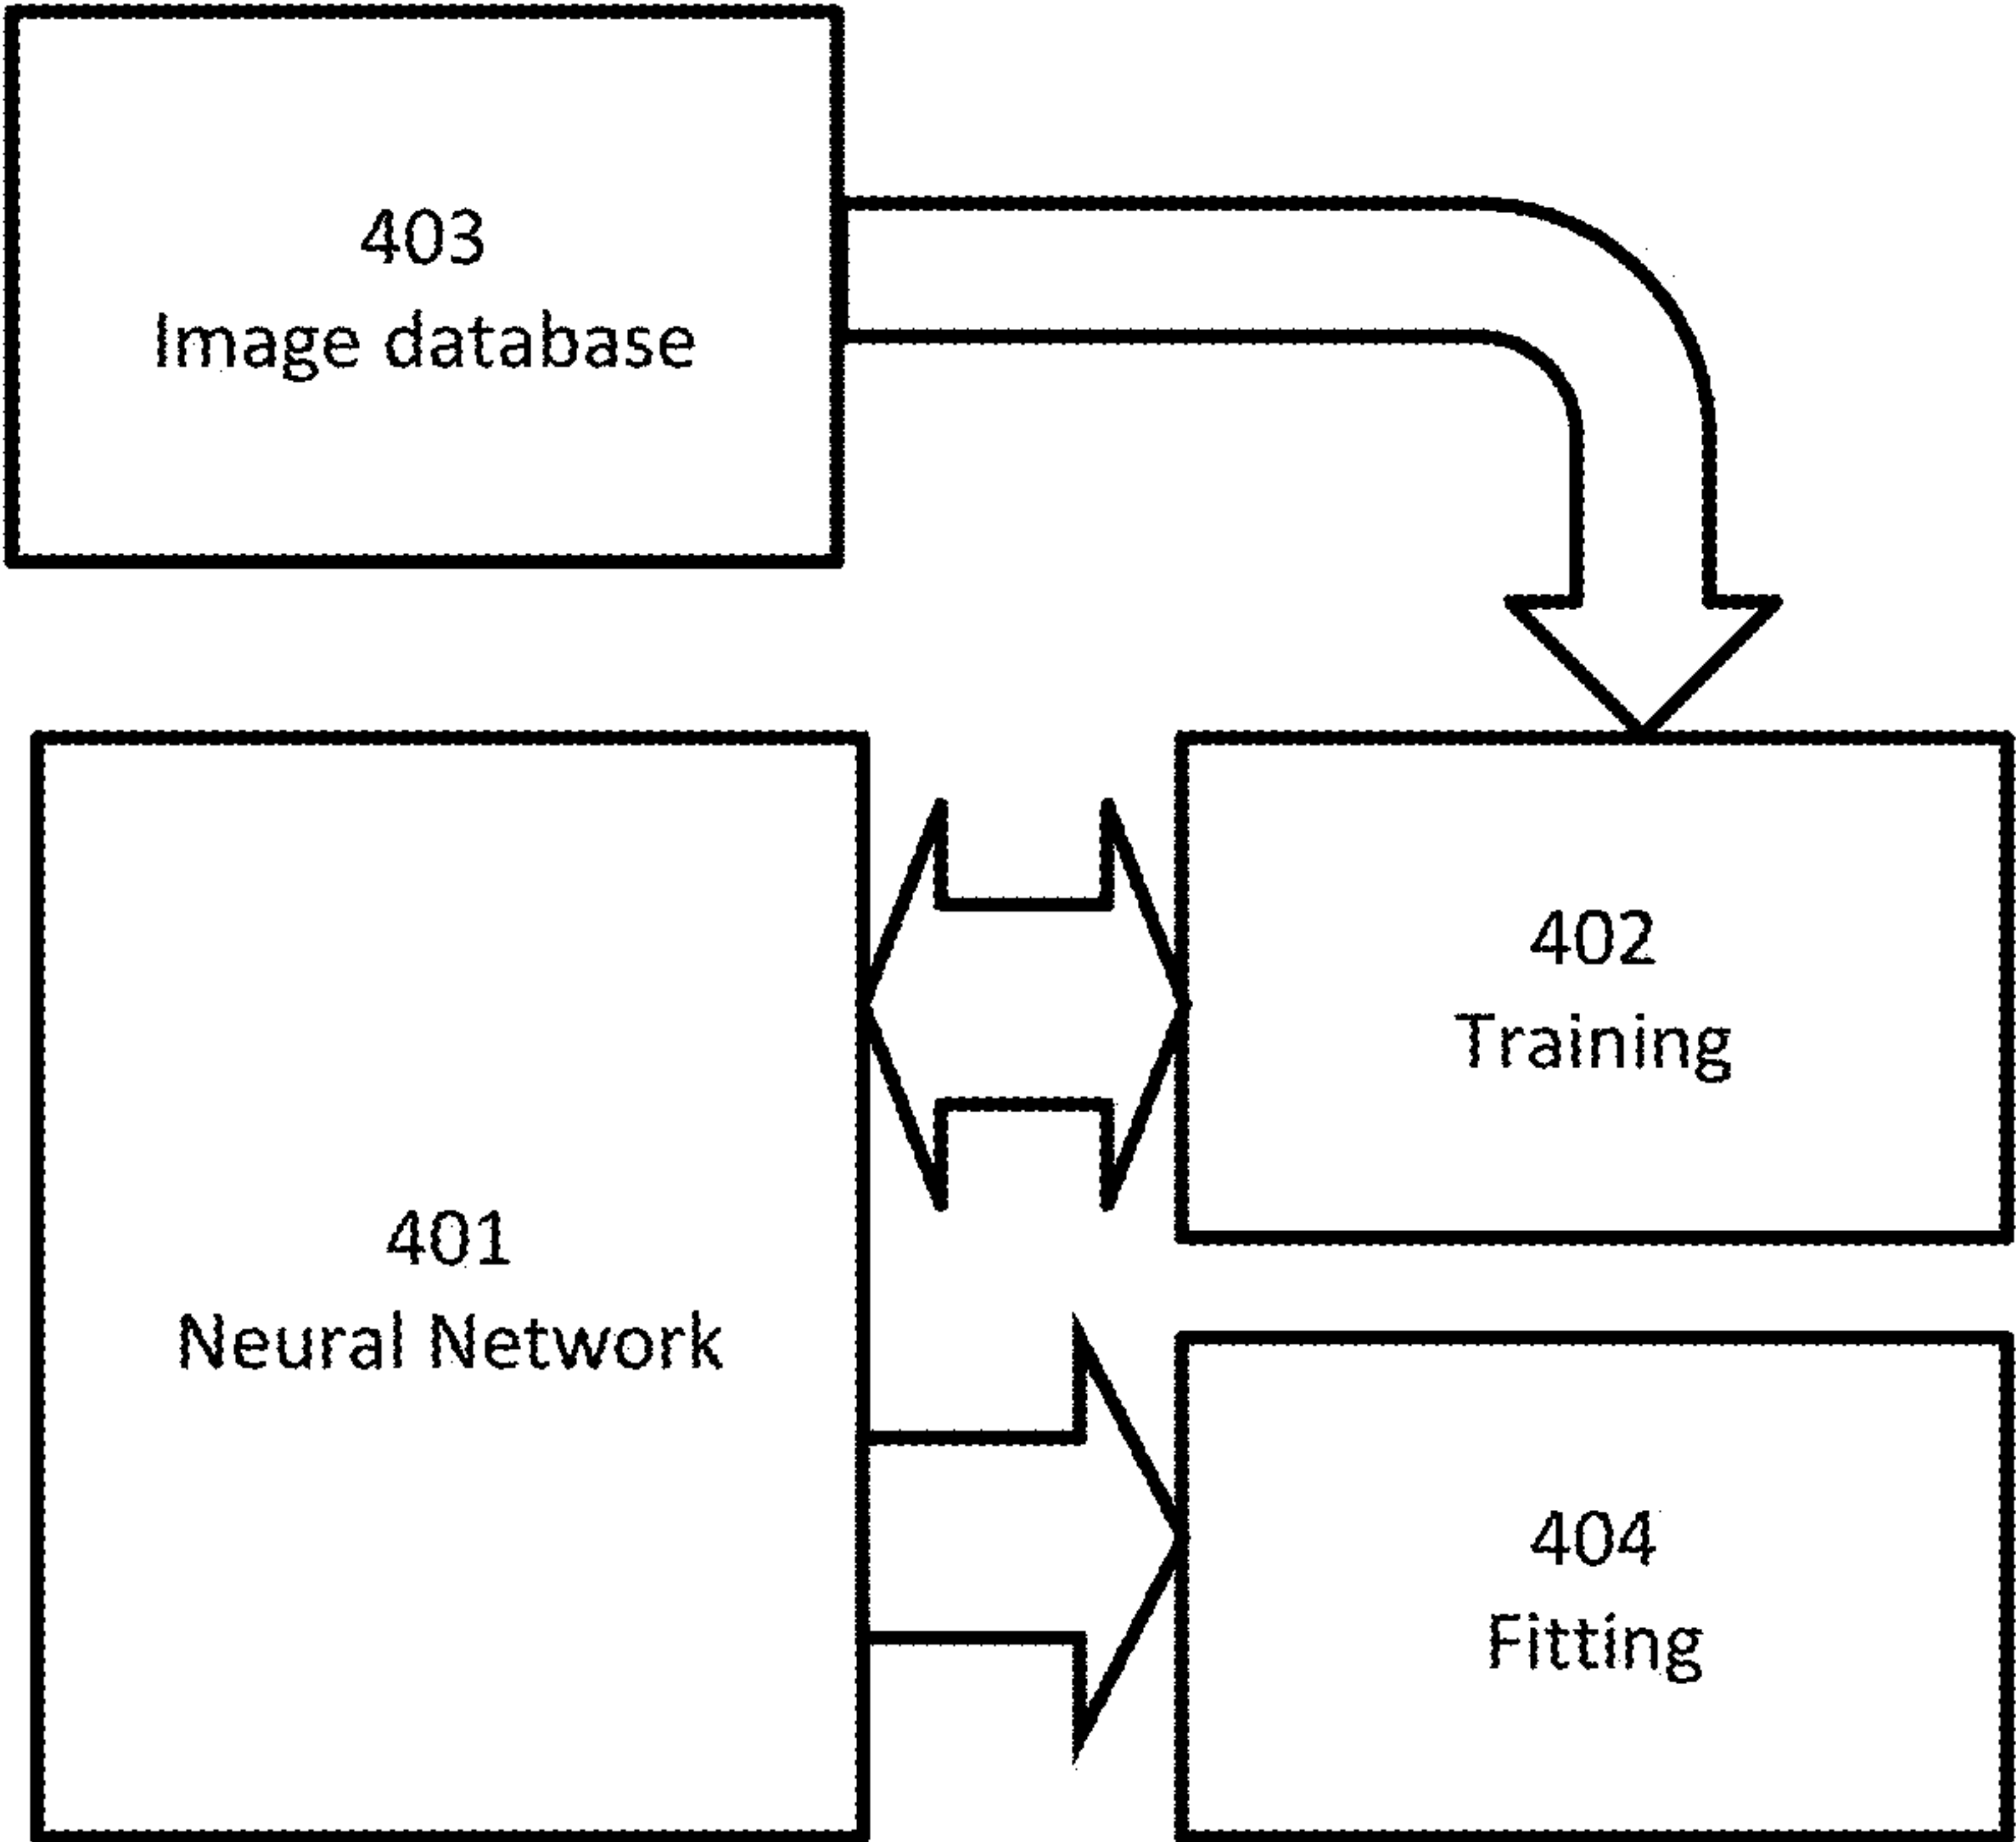 403
Image database
402
Training
401
Neural Network
404
Fitting